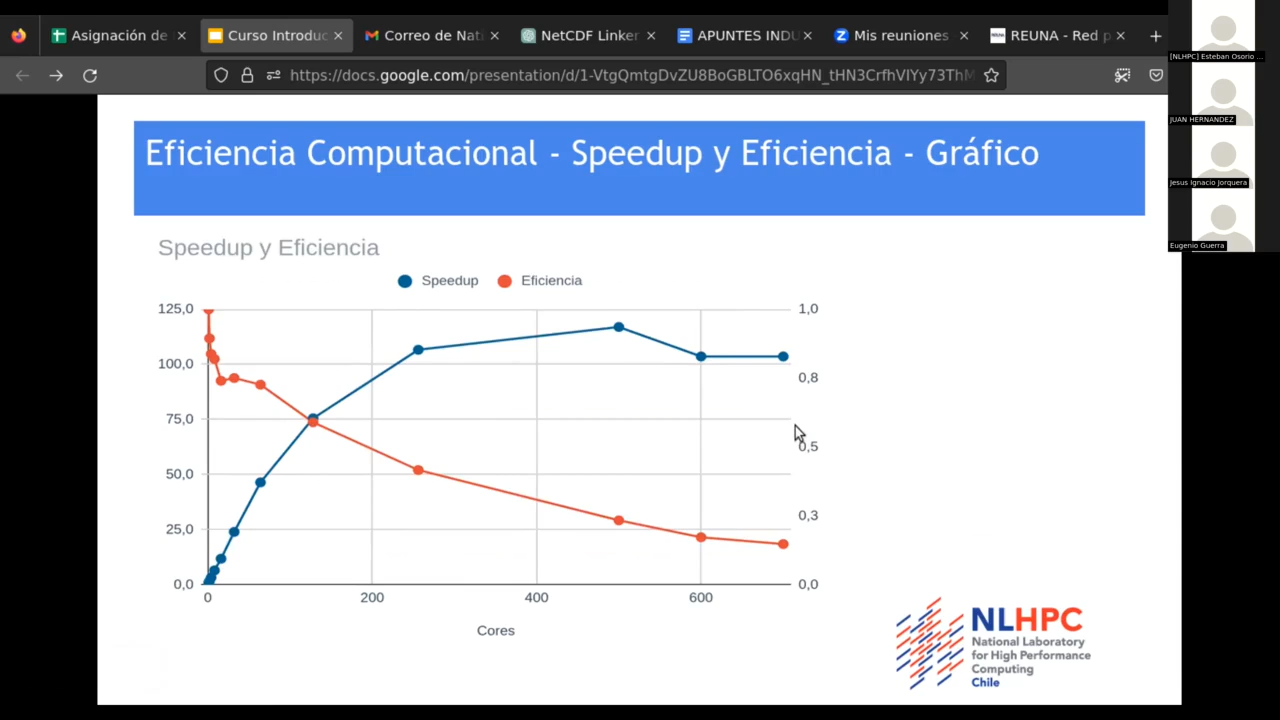 Asignación de
Curso Introduc
Correo de Nati
NetCDF Linker
APUNTES INDU
Mis reuniones
REUNA - Red p
https://docs.google.com/presentation/d/1-VtgQmtgDvZU8BoGBLTO6xqHN_tHN3CrfhVIYy73ThM
[NLHPC] Esteban Osorio ...
JUAN HERNANDEZ
Jesus Ignacio Jorquera
Eugenio Guerra
Eficiencia Computacional - Speedup y Eficiencia - Gráfico
Speedup y Eficiencia
Speedup Eficiencia
125,0
100,0
75,0
50,0
25,0
0,0
1,0
0,8
0,5
0,3
0,0
0 200 400 600
Cores
NLHPC
National Laboratory
for High Performance
Computing
Chile